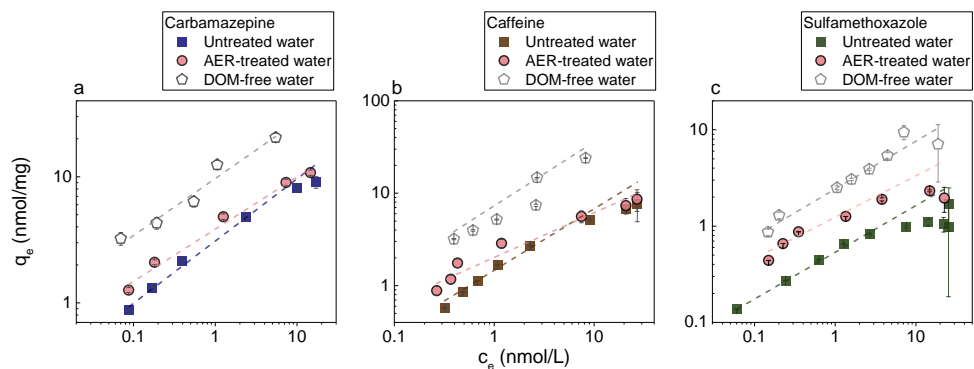 Carbamazepine
Untreated water
AER-treated water
DOM-free water
Caffeine
Untreated water
AER-treated water
DOM-free water
Sulfamethoxazole
Untreated water
AER-treated water
DOM-free water
a
b
c
q_e (nmol/mg)
10
1
0.1
1
10
100
10
1
0.1
1
10
10
1
0.1
0.1
1
10
c_e (nmol/L)